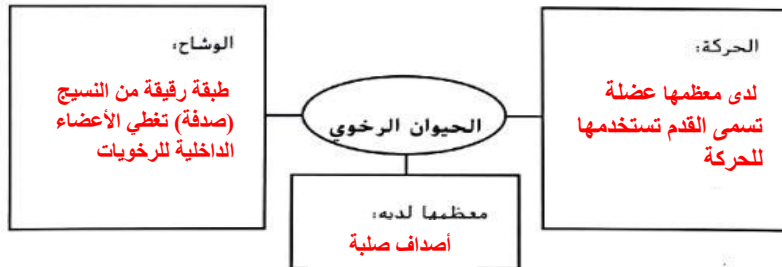 الحركة:
لدى معظمها عضلة
تسمى القدم تستخدمها
للحركة
الحيوان الرخوي
الوشاح:
طبقة رقيقة من النسيج
(صدفة) تغطي الأعضاء
الداخلية للرخويات
معظمها لديه:
أصداف صلبة